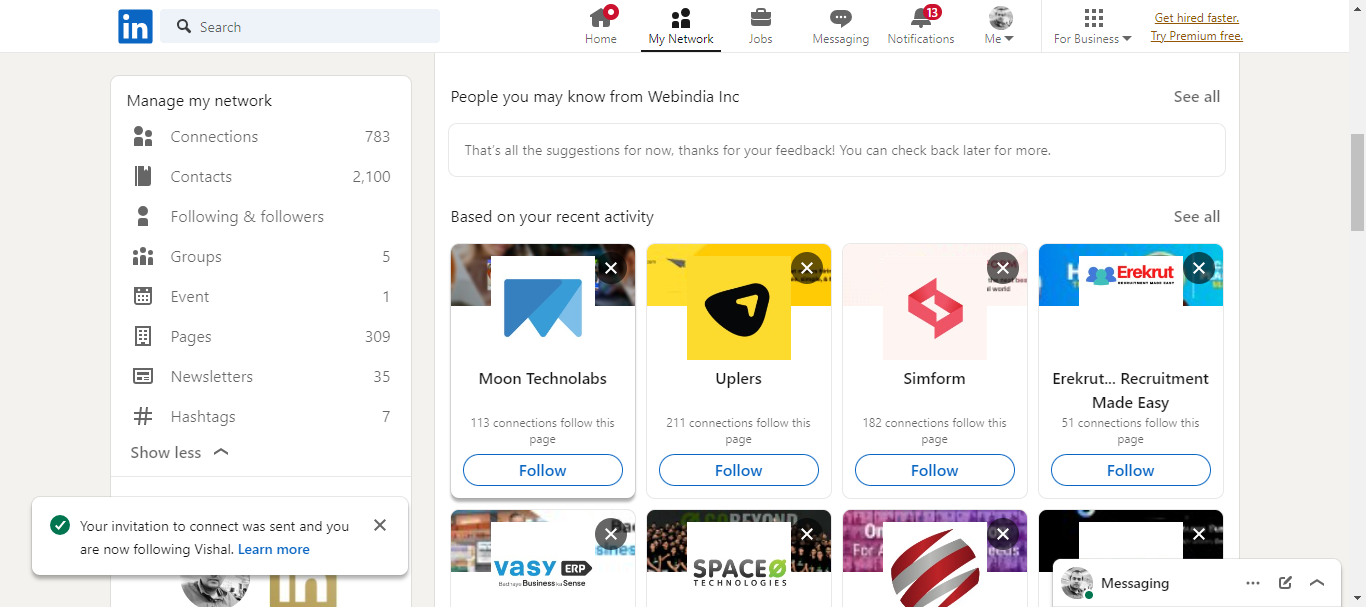 in
Search
Home
My Network
Jobs
Messaging
13
Notifications
Me
For Business
Get hired faster.
Try Premium free.
Manage my network
Connections 783
Contacts 2,100
Following & followers
Groups 5
Event 1
Pages 309
Newsletters 35
Hashtags 7
Show less
People you may know from Webindia Inc
See all
That's all the suggestions for now, thanks for your feedback! You can check back later for more.
Based on your recent activity
See all
Moon Technolabs
113 connections follow this
page
Follow
Uplers
211 connections follow this
page
Follow
Simform
182 connections follow this
page
Follow
Erekrut
RECRUITMENT MADE EASY
Erekrut... Recruitment
Made Easy
51 connections follow this
page
Follow
vasy ERP
Badhaye Business ka Sense
SPACEO
TECHNOLOGIES
Your invitation to connect was sent and you
are now following Vishal. Learn more
in
Messaging